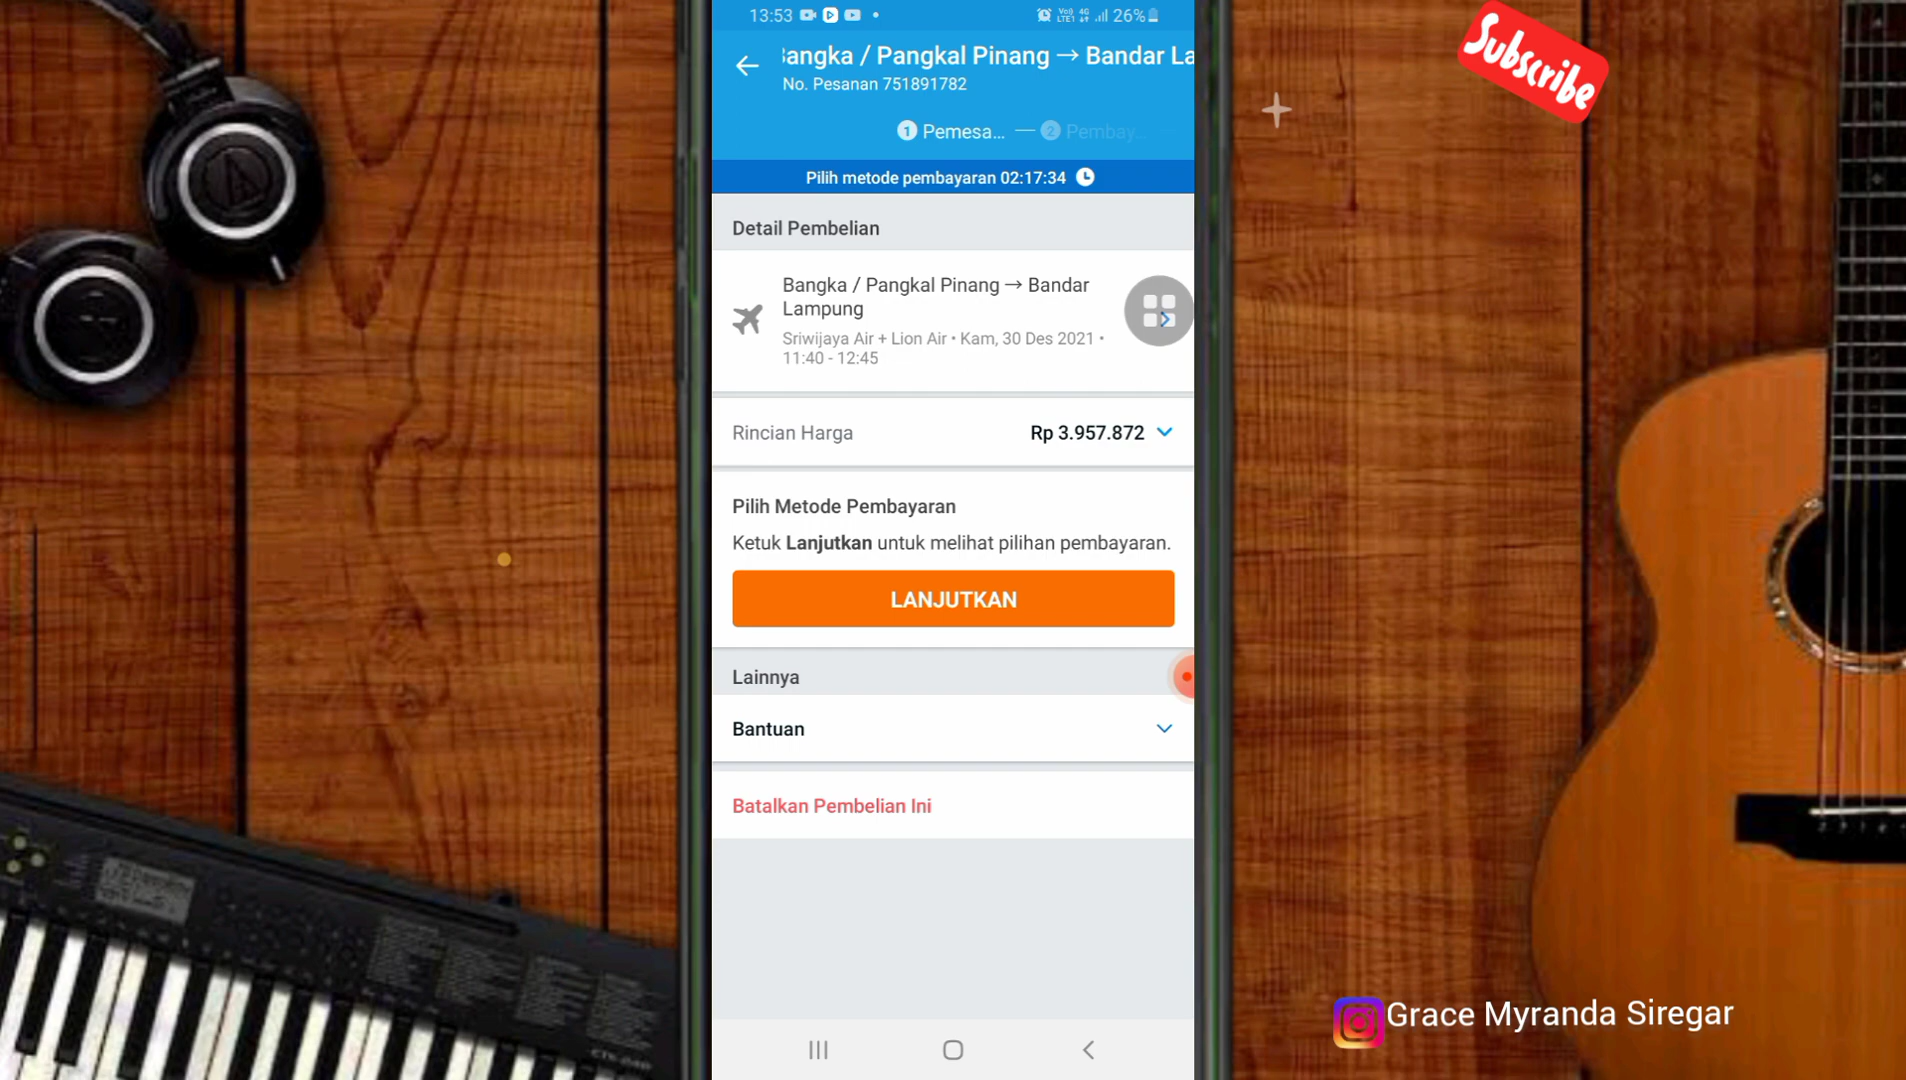 13:53
26%
Bangka / Pangkal Pinang → Bandar La
No. Pesanan 751891782
1 Pemesa... — 2 Pembay...
Pilih metode pembayaran 02:17:34
Detail Pembelian
Bangka / Pangkal Pinang → Bandar
Lampung
Sriwijaya Air + Lion Air • Kam, 30 Des 2021 •
11:40 - 12:45
Rincian Harga
Rp 3.957.872
Pilih Metode Pembayaran
Ketuk Lanjutkan untuk melihat pilihan pembayaran.
LANJUTKAN
Lainnya
Bantuan
Batalkan Pembelian Ini
Subscribe
Grace Myranda Siregar